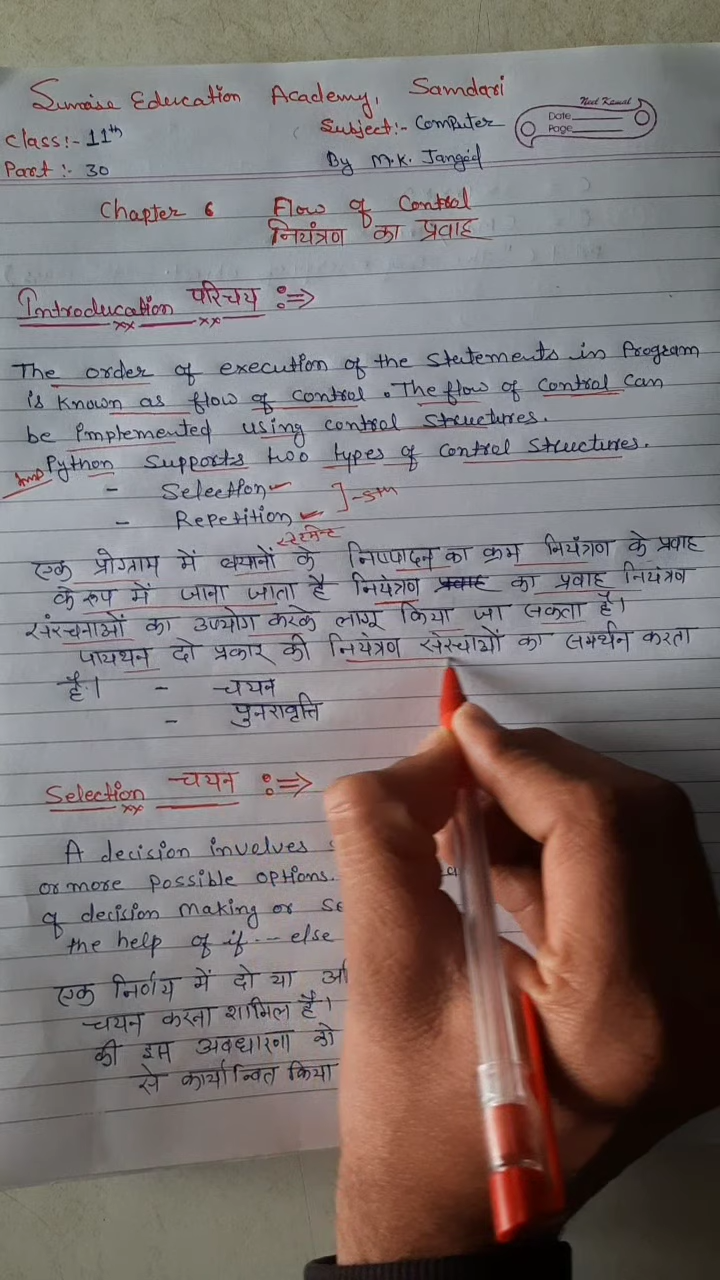 Sunrise Education Academy, Samdari
Class:- 11th
Subject:- Computer
Neel Kamal
Date
Page
Part:- 30
By M.K. Jangid
Chapter 6 Flow of Control
नियंत्रण का प्रवाह
Introducation परिचय :⇒
The order of execution of the statements in Program
is known as flow of control. The flow of control can
be Implemented using control structures.
Imp Python supports two types of control structures.
- Selection
- Repetition
] - Stm
स्टेटमेन्ट
एक प्रोग्राम में बयानों के निष्पादन का क्रम नियंत्रण के प्रवाह
के रूप में जाना जाता है नियंत्रण का प्रवाह नियंत्रण
संरचनाओं का उपयोग करके लागू किया जा सकता है।
पायथन दो प्रकार की नियंत्रण संरचाओं का समर्थन करता
है। - चयन
- पुनरावृत्ति
Selection चयन :⇒
A decision involves
or more possible options.
of decision making or
the help of if -- else
एक निर्णय में दो या
चयन करना शामिल है।
की इस अवधारणा को
से कार्यान्वित किया